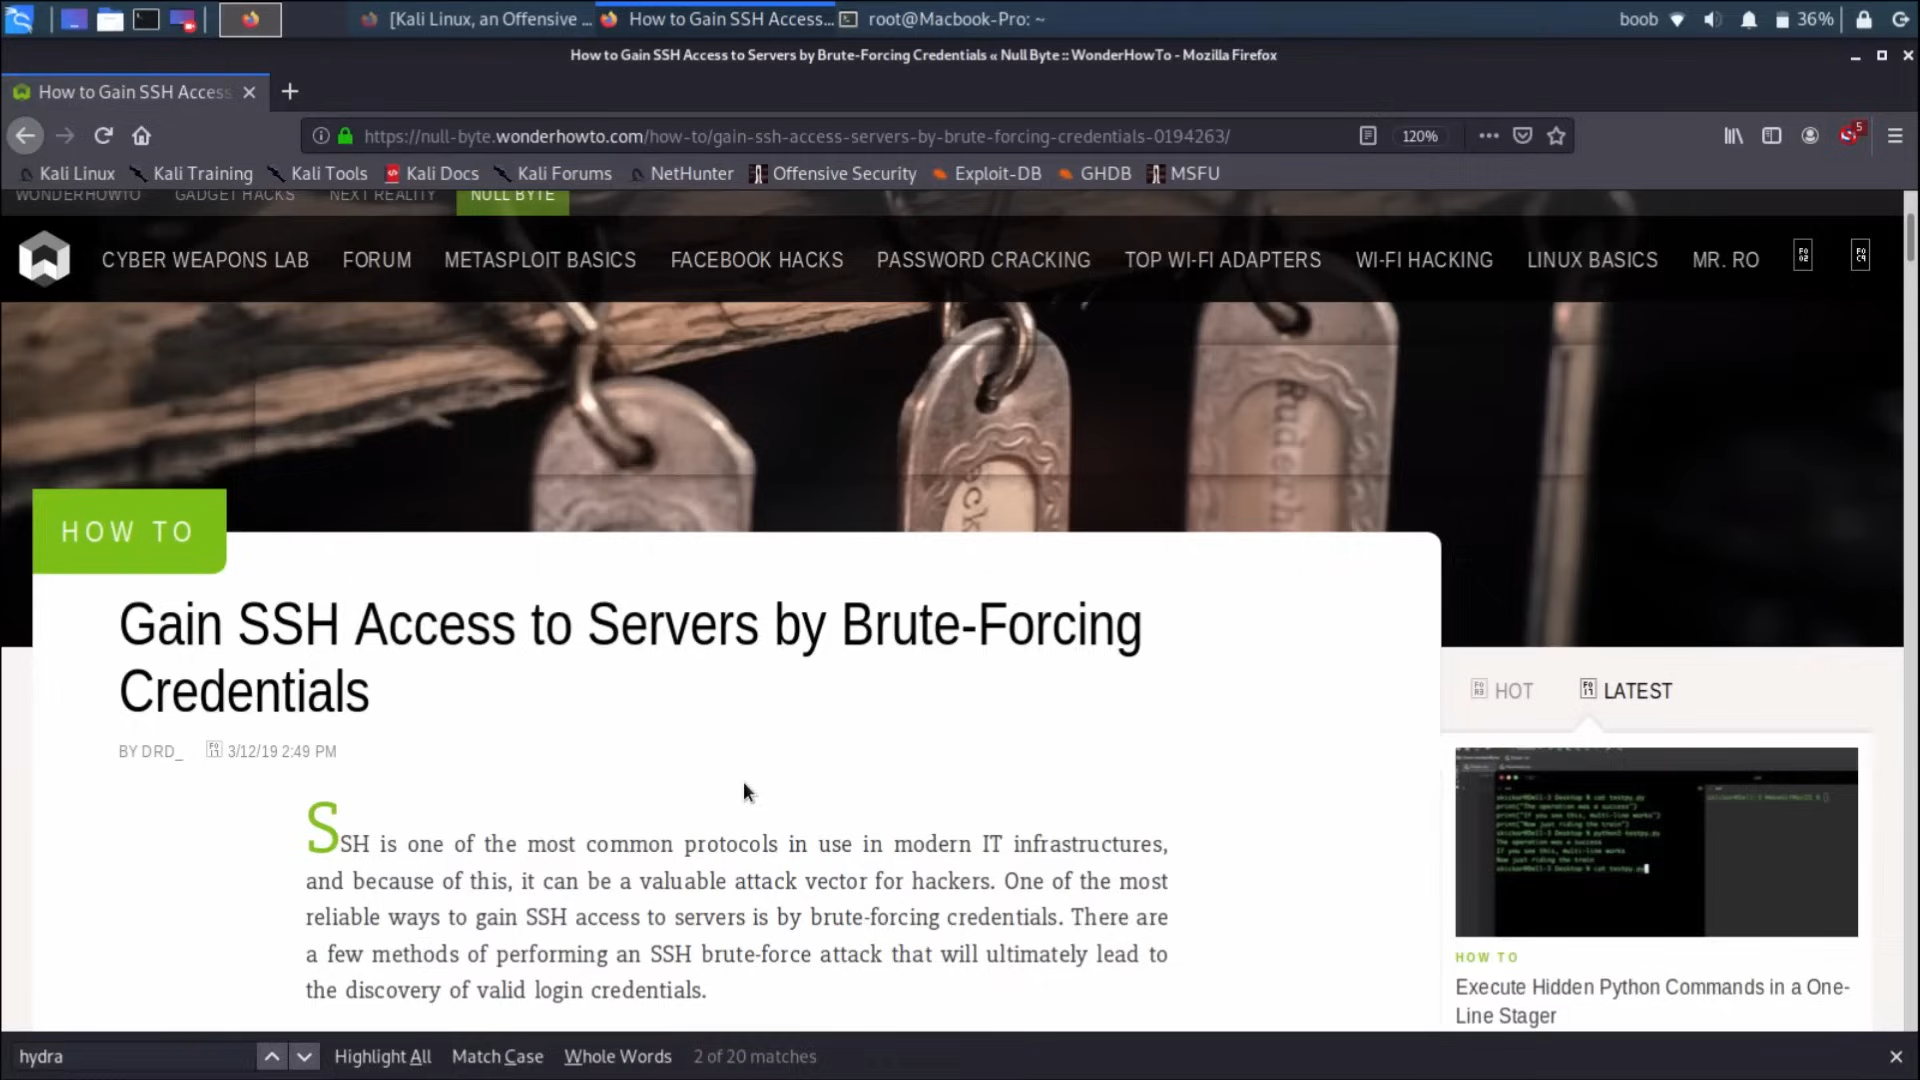 [Kali Linux, an Offensive ...
How to Gain SSH Access...
root@Macbook-Pro: ~
boob
36%
How to Gain SSH Access to Servers by Brute-Forcing Credentials « Null Byte :: WonderHowTo - Mozilla Firefox
How to Gain SSH Access
https://null-byte.wonderhowto.com/how-to/gain-ssh-access-servers-by-brute-forcing-credentials-0194263/
120%
5
Kali Linux
Kali Training
Kali Tools
Kali Docs
Kali Forums
NetHunter
Offensive Security
Exploit-DB
GHDB
MSFU
WONDERHOWTO
GADGET HACKS
NEXT REALITY
NULL BYTE
CYBER WEAPONS LAB
FORUM
METASPLOIT BASICS
FACEBOOK HACKS
PASSWORD CRACKING
TOP WI-FI ADAPTERS
WI-FI HACKING
LINUX BASICS
MR. RO
HOW TO
Gain SSH Access to Servers by Brute-Forcing
Credentials
BY DRD_
3/12/19 2:49 PM
SSH is one of the most common protocols in use in modern IT infrastructures,
and because of this, it can be a valuable attack vector for hackers. One of the most
reliable ways to gain SSH access to servers is by brute-forcing credentials. There are
a few methods of performing an SSH brute-force attack that will ultimately lead to
the discovery of valid login credentials.
HOT
LATEST
HOW TO
Execute Hidden Python Commands in a One-
Line Stager
hydra
Highlight All
Match Case
Whole Words
2 of 20 matches